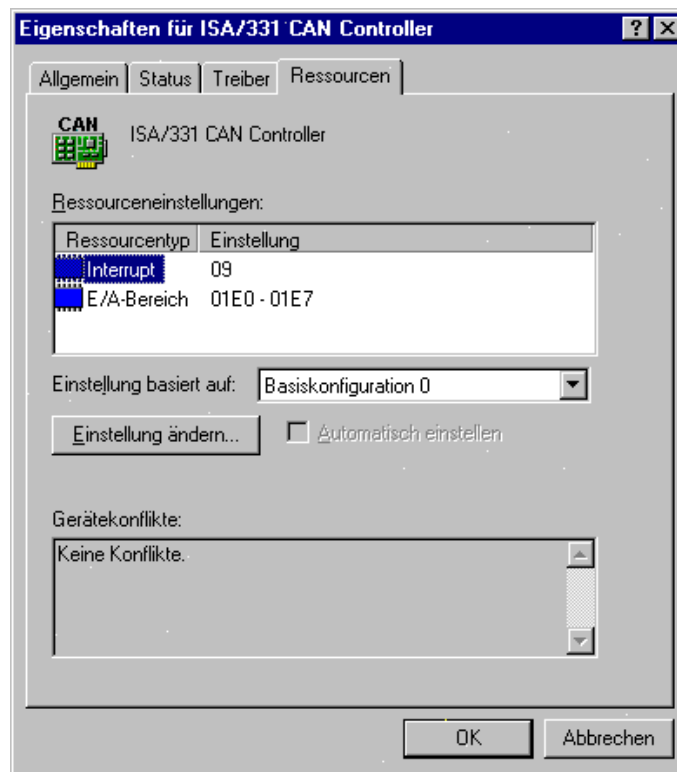 Eigenschaften für ISA/331 CAN Controller
Allgemein Status Treiber Ressourcen
CAN
ISA/331 CAN Controller
Ressourceneinstellungen:
Ressourcentyp Einstellung
Interrupt 09
E/A-Bereich 01E0 - 01E7
Einstellung basiert auf: Basiskonfiguration 0
Einstellung ändern... Automatisch einstellen
Gerätekonflikte:
Keine Konflikte.
OK Abbrechen